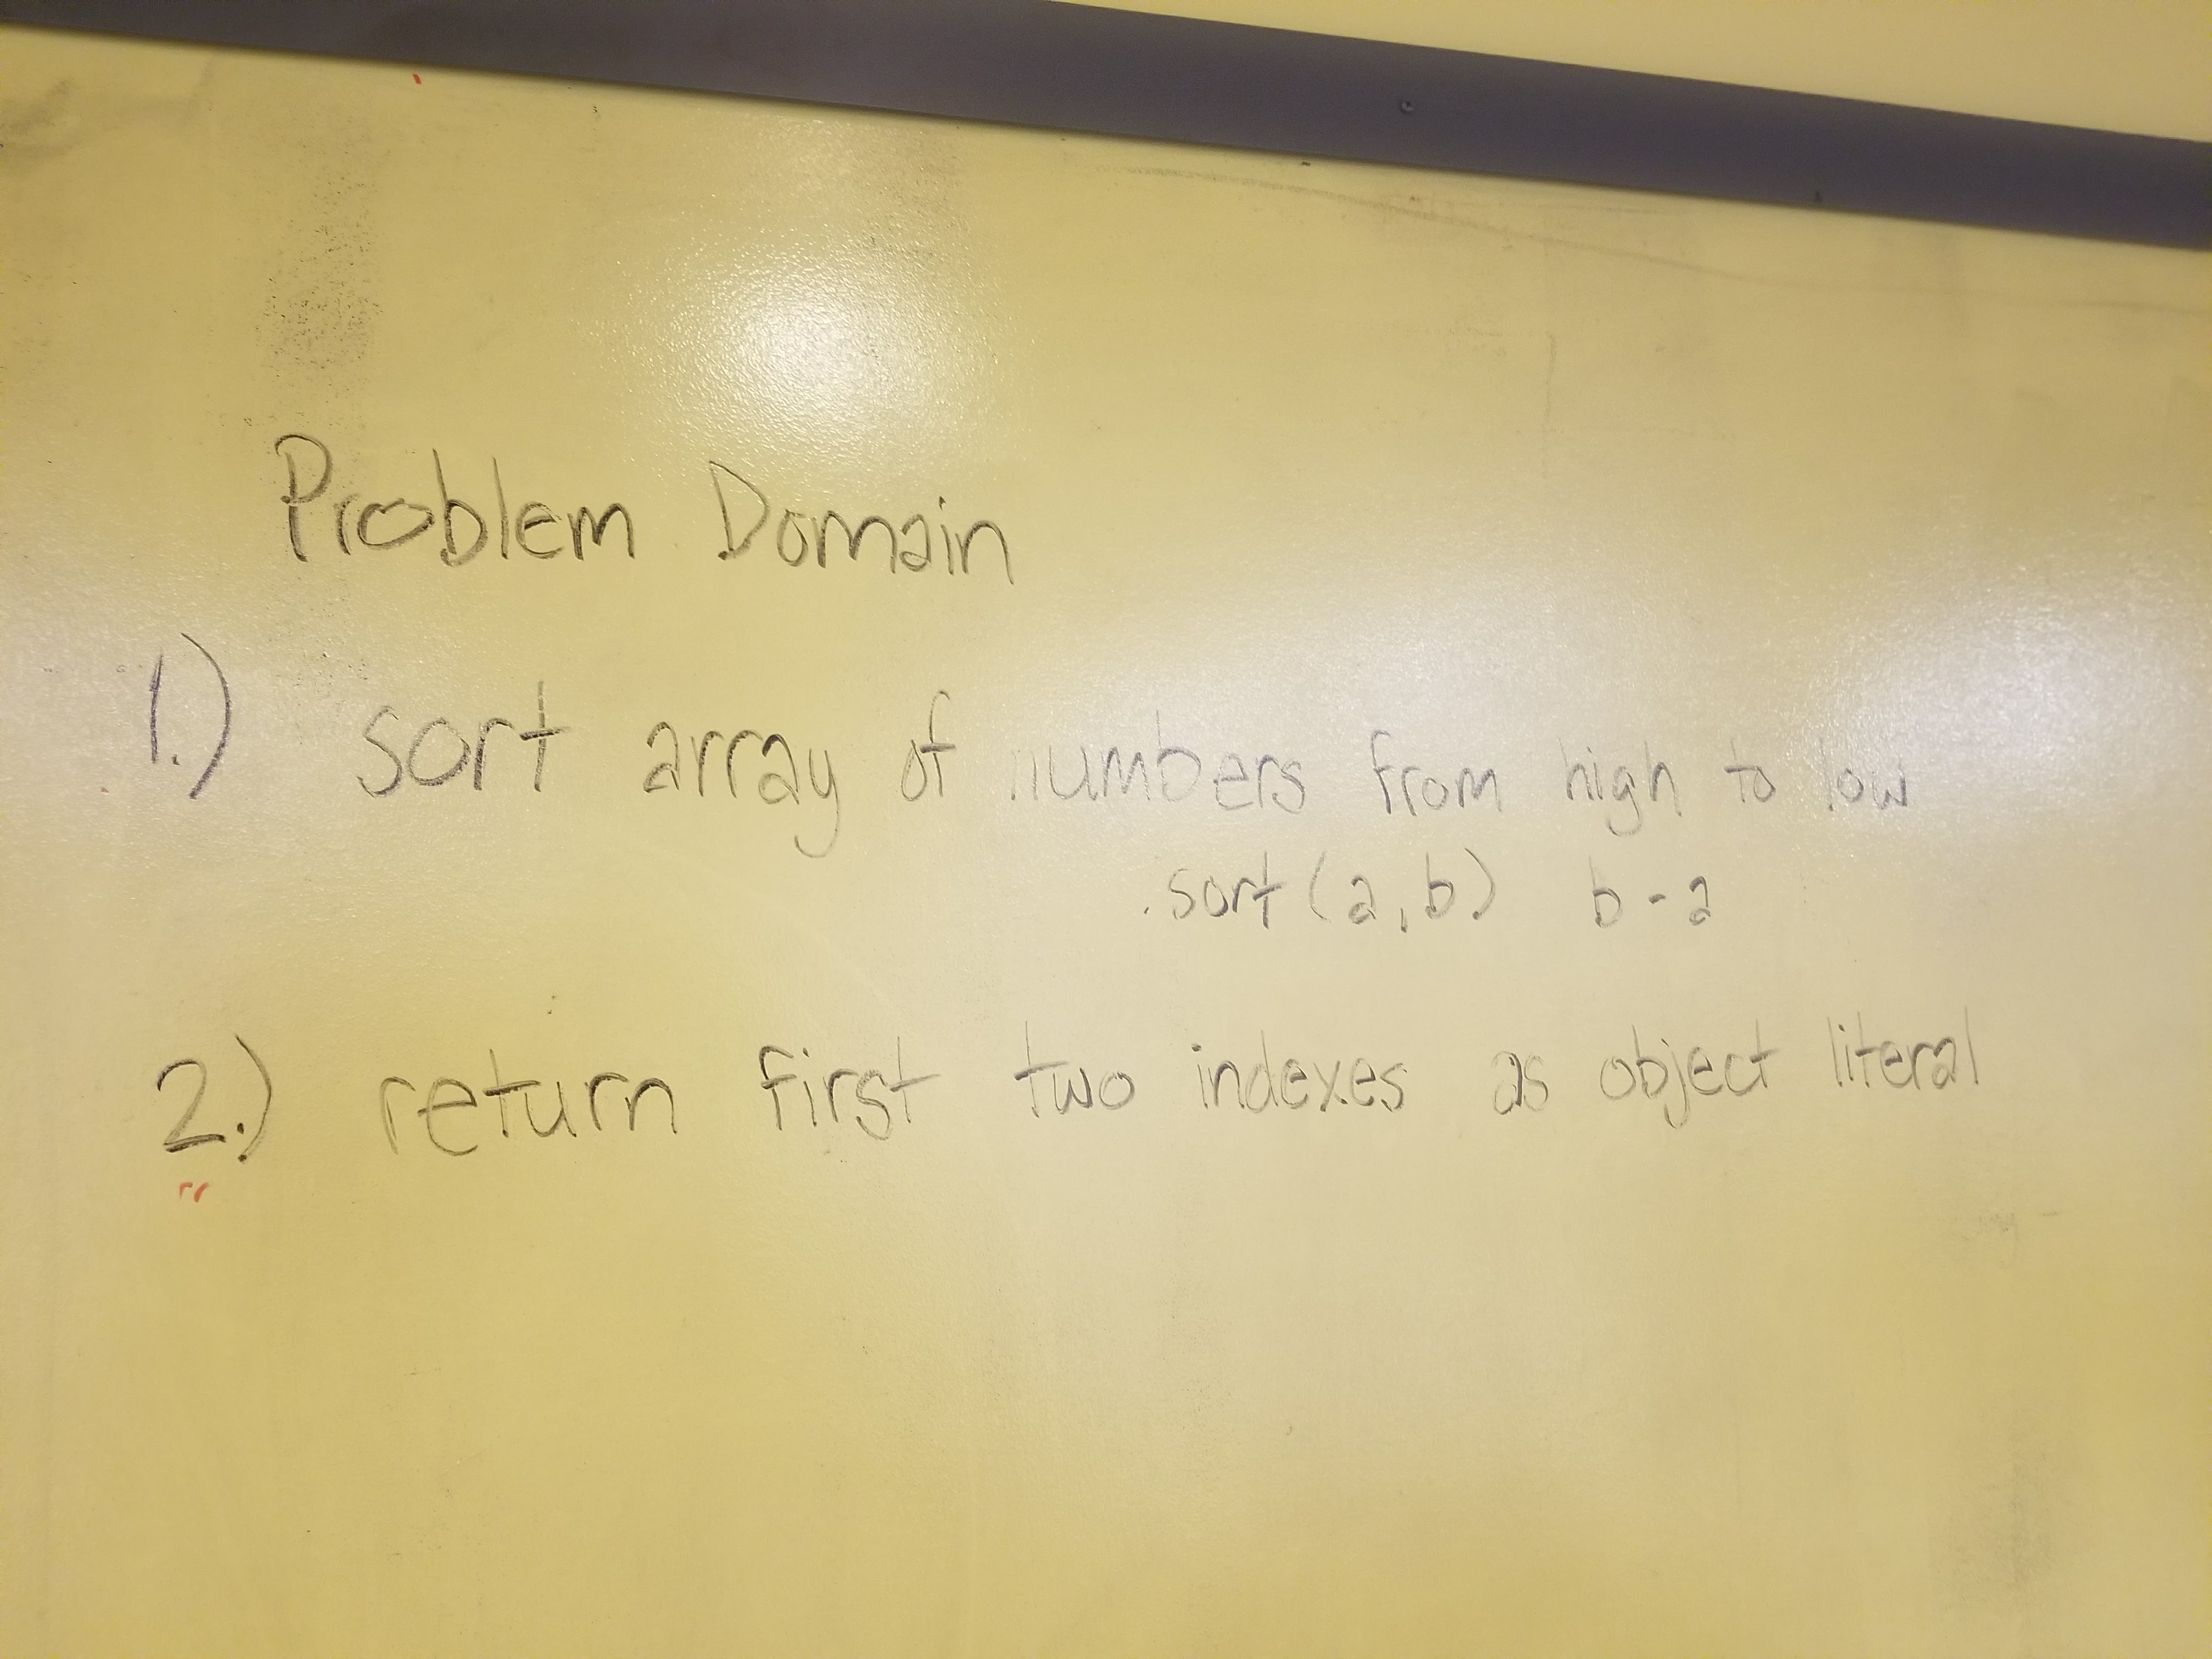 Problem Domain
1.) sort array of numbers from high to low
.sort (a, b) b - a
2.) return first two indexes as object literal